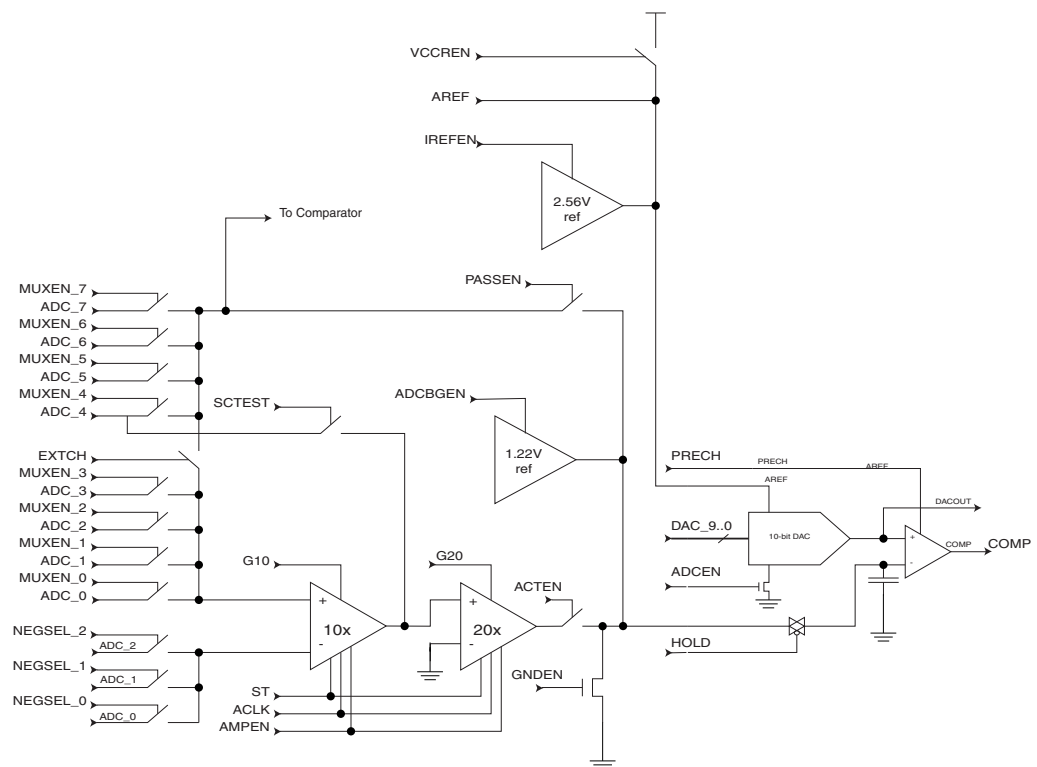 VCCREN
AREF
IREFEN
2.56V
ref
To Comparator
PASSEN
MUXEN_7
ADC_7
MUXEN_6
ADC_6
MUXEN_5
ADC_5
MUXEN_4
ADC_4
SCTEST
ADCBGEN
1.22V
ref
EXTCH
MUXEN_3
ADC_3
MUXEN_2
ADC_2
MUXEN_1
ADC_1
MUXEN_0
ADC_0
PRECH
PRECH
AREF
AREF
DACOUT
DAC_9..0
10-bit DAC
+
-
COMP
COMP
ADCEN
G10
G20
ACTEN
+
10x
-
+
20x
-
HOLD
NEGSEL_2
ADC_2
NEGSEL_1
ADC_1
NEGSEL_0
ADC_0
GNDEN
ST
ACLK
AMPEN